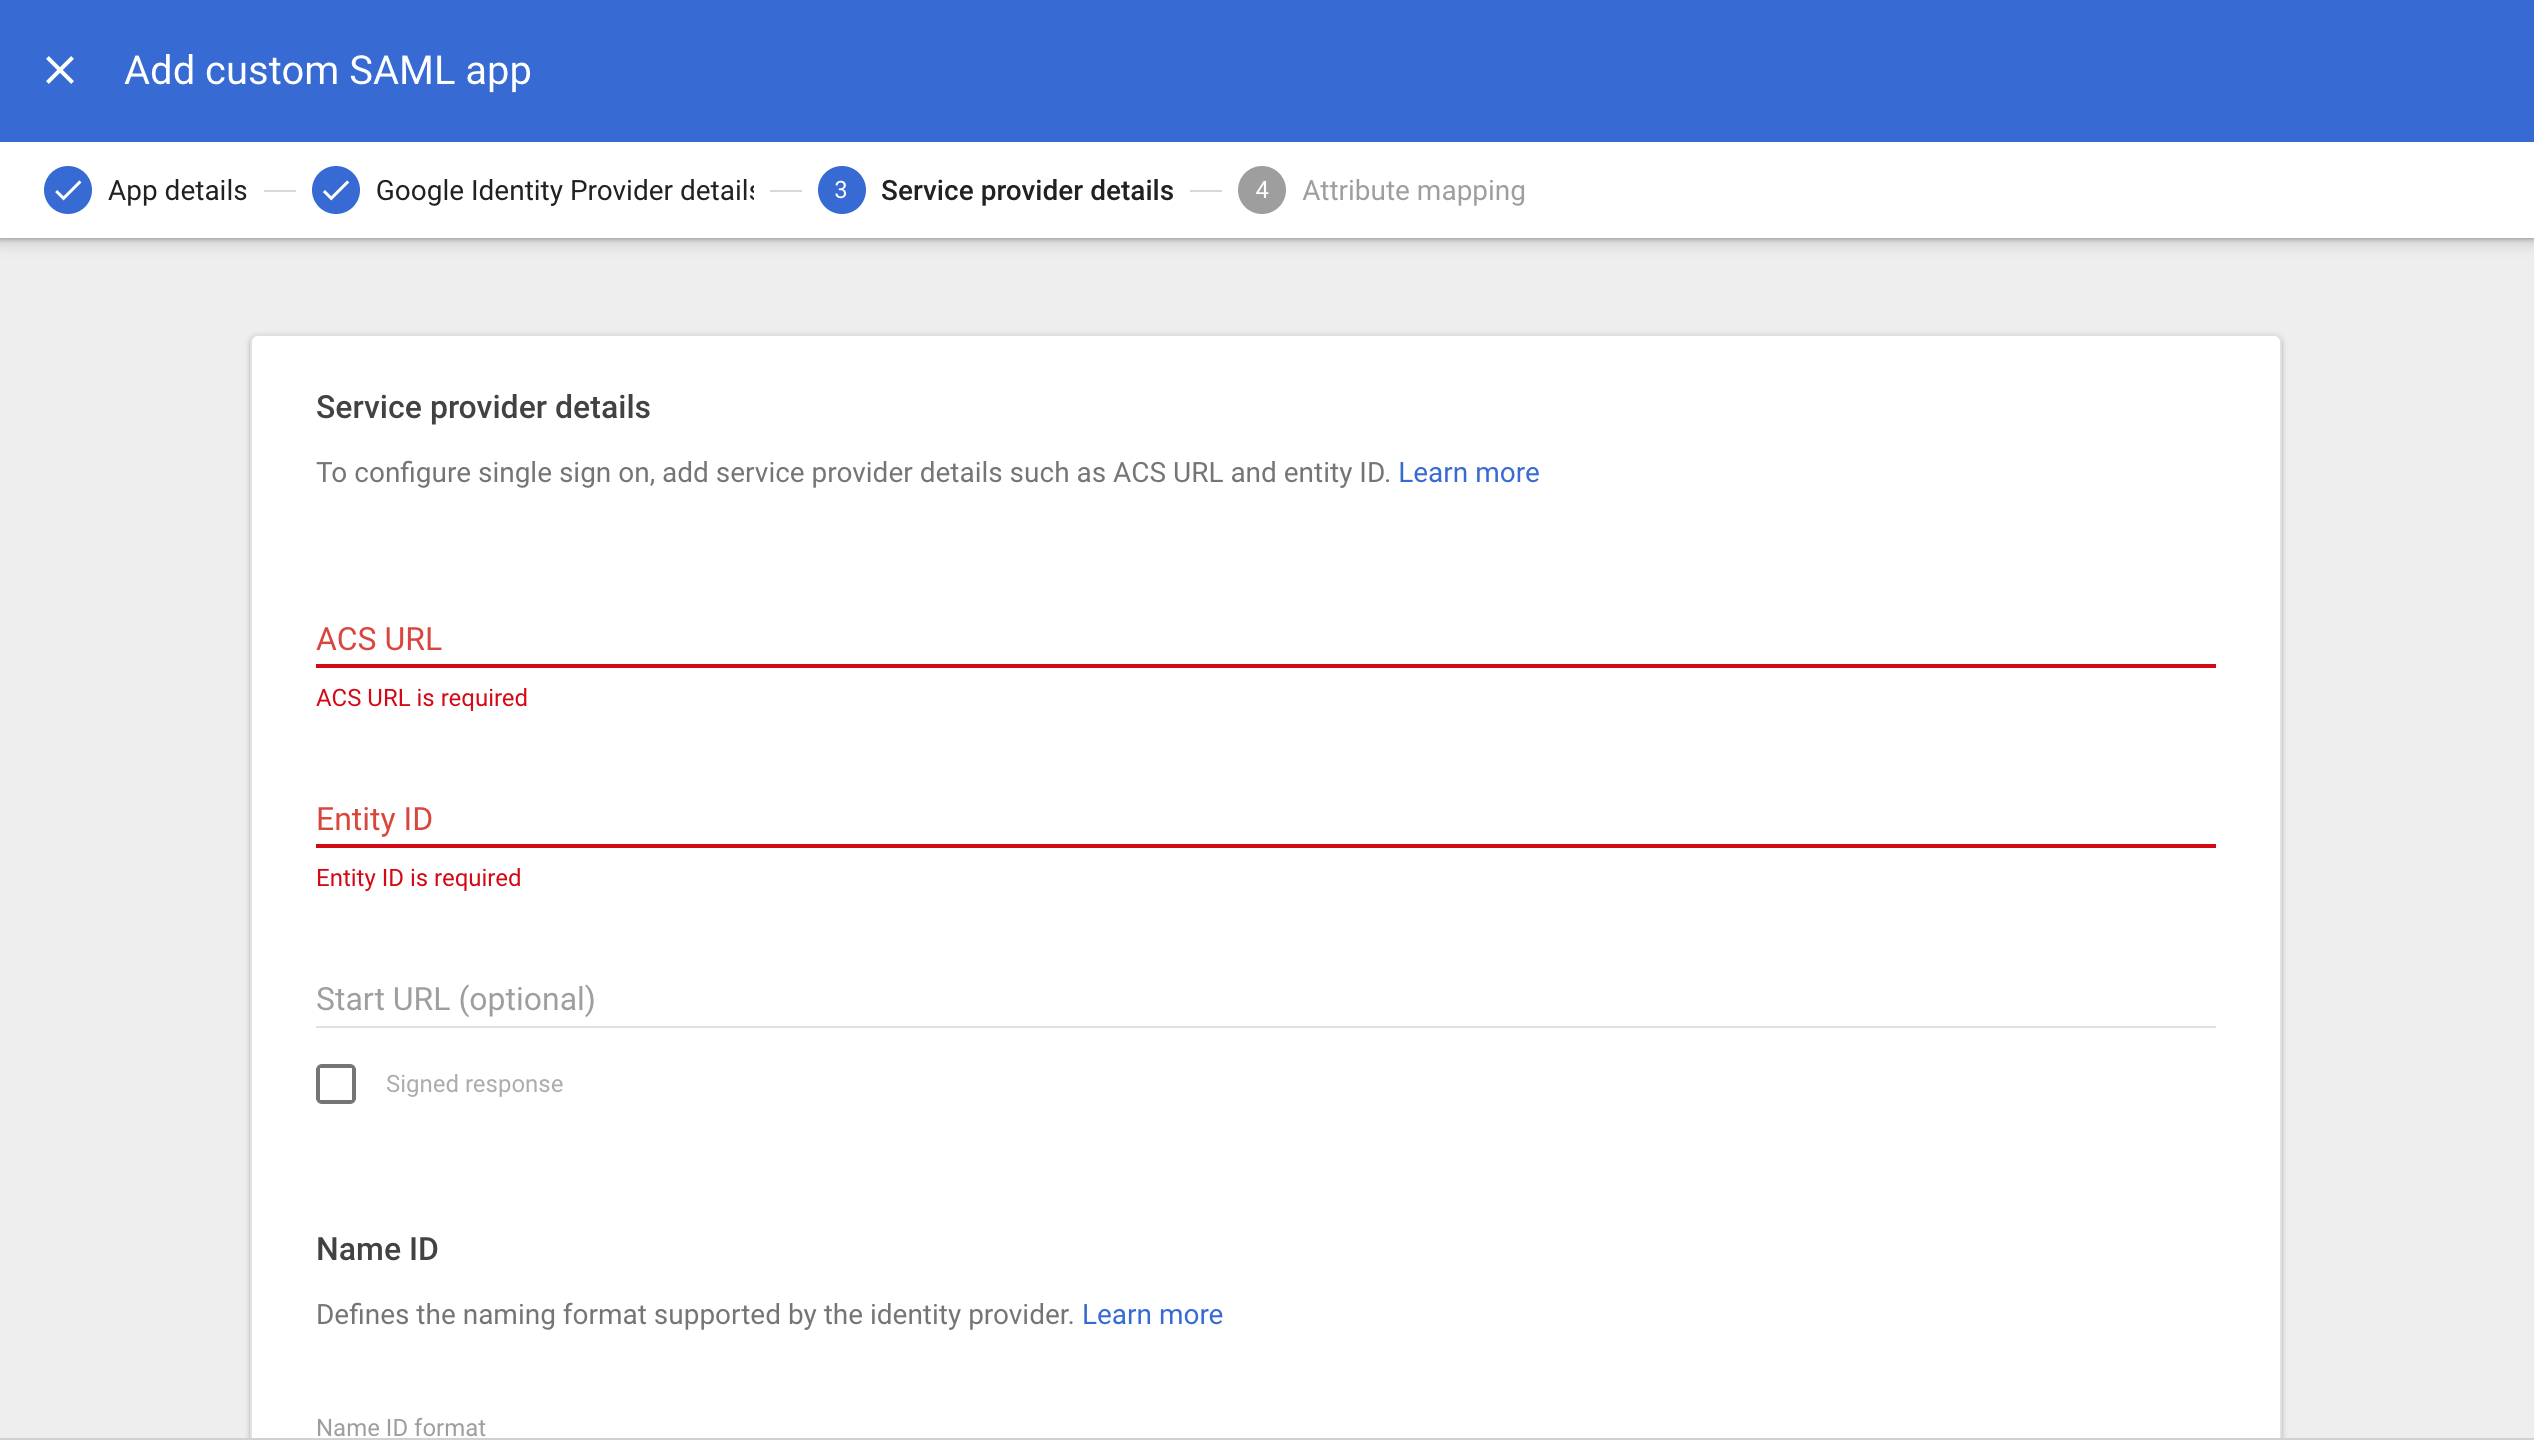 Add custom SAML app
App details
Google Identity Provider details
3 Service provider details
4 Attribute mapping
Service provider details
To configure single sign on, add service provider details such as ACS URL and entity ID. Learn more
ACS URL
ACS URL is required
Entity ID
Entity ID is required
Start URL (optional)
Signed response
Name ID
Defines the naming format supported by the identity provider. Learn more
Name ID format